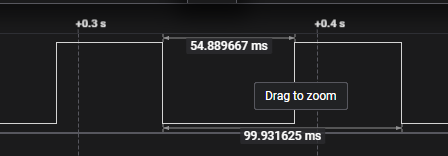 +0.3 s +0.4 s
54.889667 ms
Drag to zoom
99.931625 ms